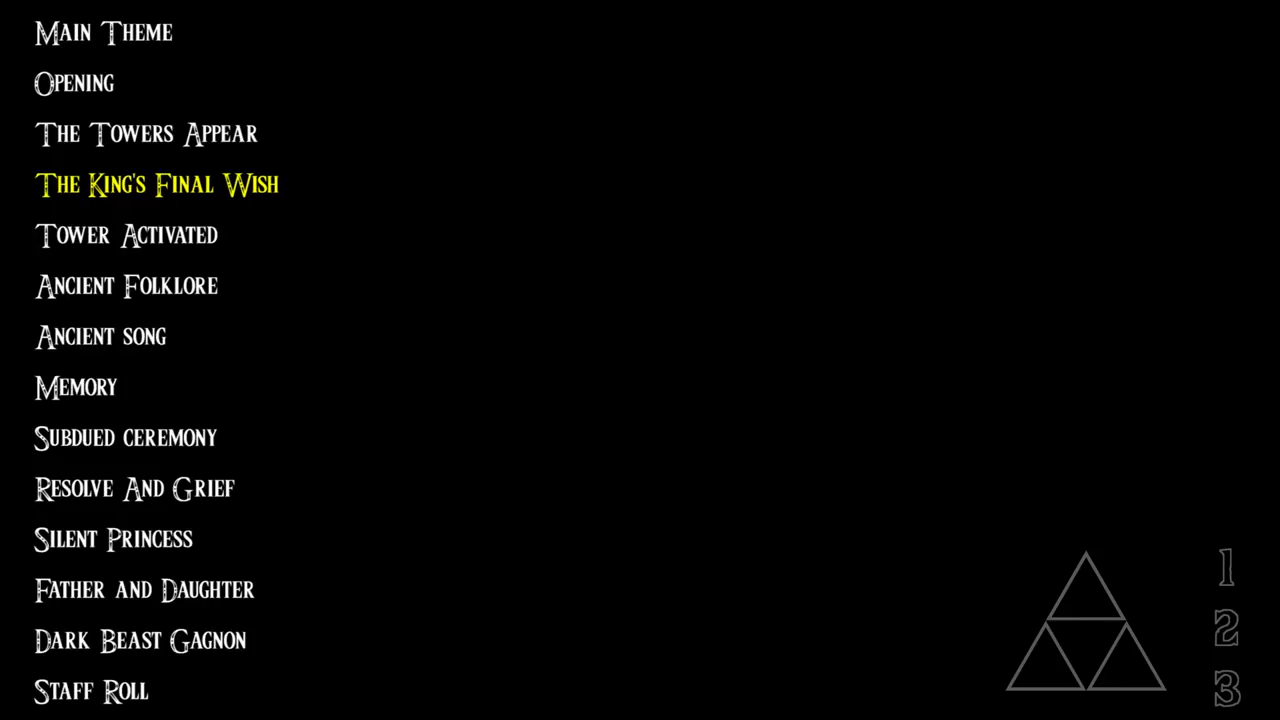 Main Theme
Opening
The Towers Appear
The King's Final Wish
Tower Activated
Ancient Folklore
Ancient song
Memory
Subdued ceremony
Resolve And Grief
Silent Princess
Father and Daughter
Dark Beast Gagnon
Staff Roll
1
2
3